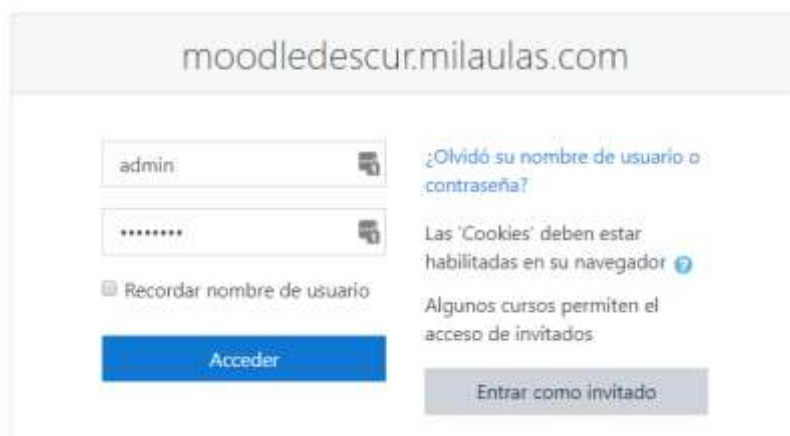 moodledescur.milaulas.com
admin
••••••••
Recordar nombre de usuario
Acceder
¿Olvidó su nombre de usuario o
contraseña?
Las 'Cookies' deben estar
habilitadas en su navegador ?
Algunos cursos permiten el
acceso de invitados
Entrar como invitado